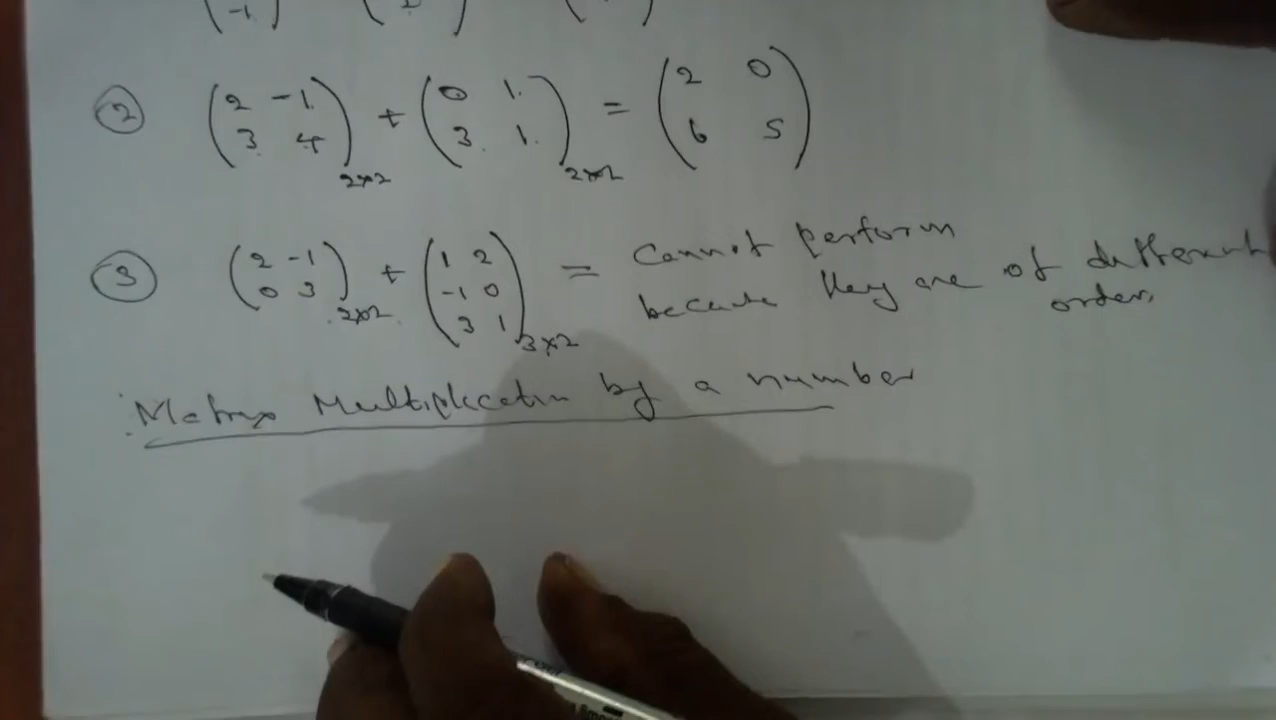 (-1)
② (2 -1. + (0 1. = (2 0
3 4)2×2 3. 1.)2×2 6 5)
③ (2 -1 + (1 2 = Cannot perform
0 3)2×2 -1 0 because they are of different
3 1)3×2 order.
Matrix Multiplication by a number